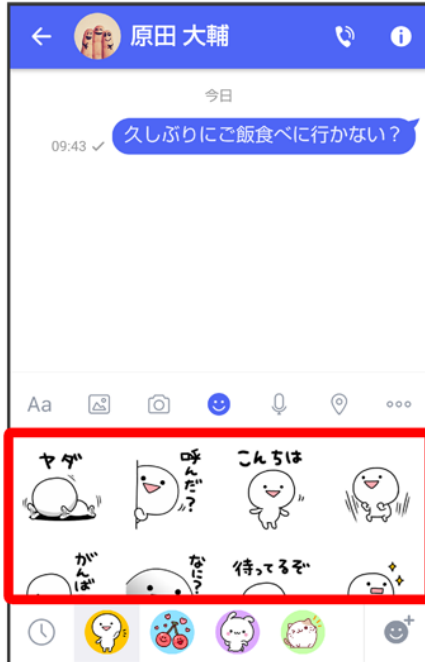 原田 大輔
今日
久しぶりにご飯食べに行かない？
09:43
Aa
ヤダ
呼んだ？
こんちは
がんば
なに？
待ってるぞ